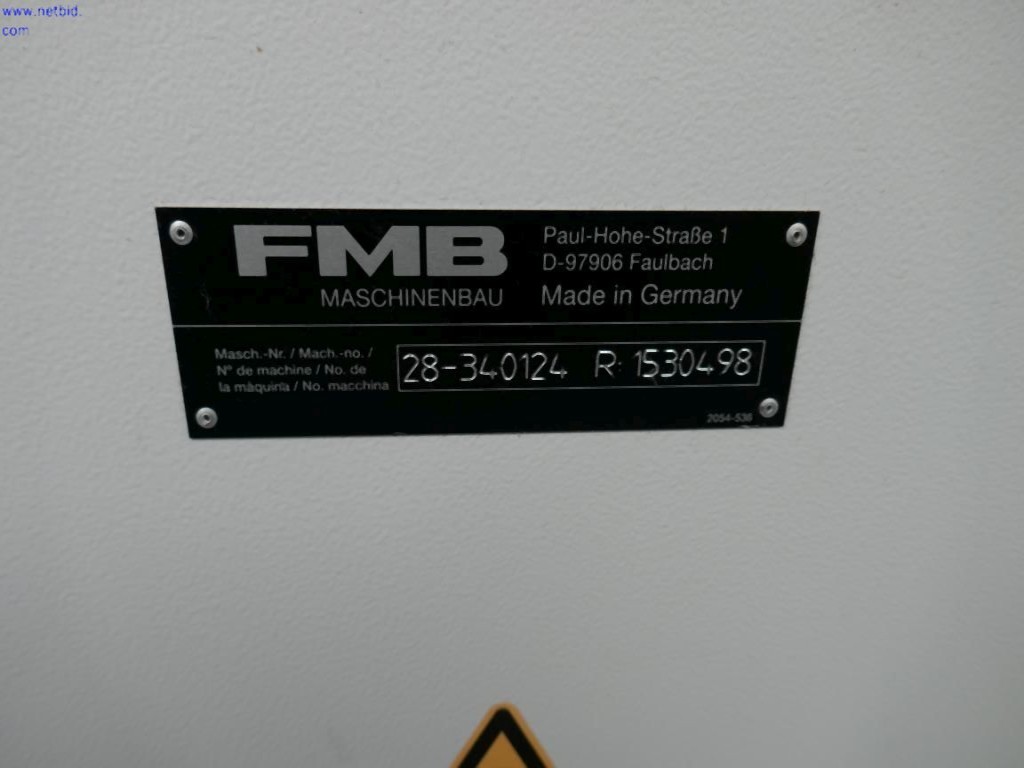 www.netbid.
com
FMB
MASCHINENBAU
Paul-Hohe-Straße 1
D-97906 Faulbach
Made in Germany
Masch.-Nr. / Mach.-no. /
N° de machine / No. de
la màquina / No. macchina
28-340124 R: 1530498
2054-536